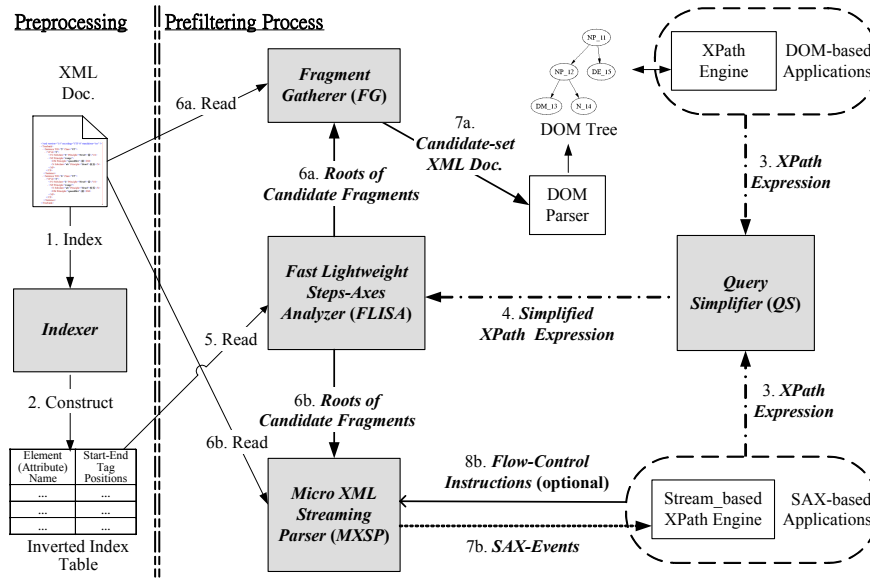 Preprocessing
Prefiltering Process
XML
Doc.
1. Index
Indexer
2. Construct
Element
(Attribute)
Name
Start-End
Tag
Positions
... ...
... ...
... ...
Inverted Index
Table
6a. Read
5. Read
6b. Read
Fragment
Gatherer (FG)
6a. Roots of
Candidate Fragments
Fast Lightweight
Steps-Axes
Analyzer (FLISA)
6b. Roots of
Candidate Fragments
Micro XML
Streaming
Parser (MXSP)
7a.
Candidate-set
XML Doc.
NP_11
NP_12
DE_15
DM_13
N_14
DOM Tree
DOM
Parser
XPath
Engine
DOM-based
Applications
3. XPath
Expression
Query
Simplifier (QS)
4. Simplified
XPath Expression
3. XPath
Expression
8b. Flow-Control
Instructions (optional)
7b. SAX-Events
Stream_based
XPath Engine
SAX-based
Applications